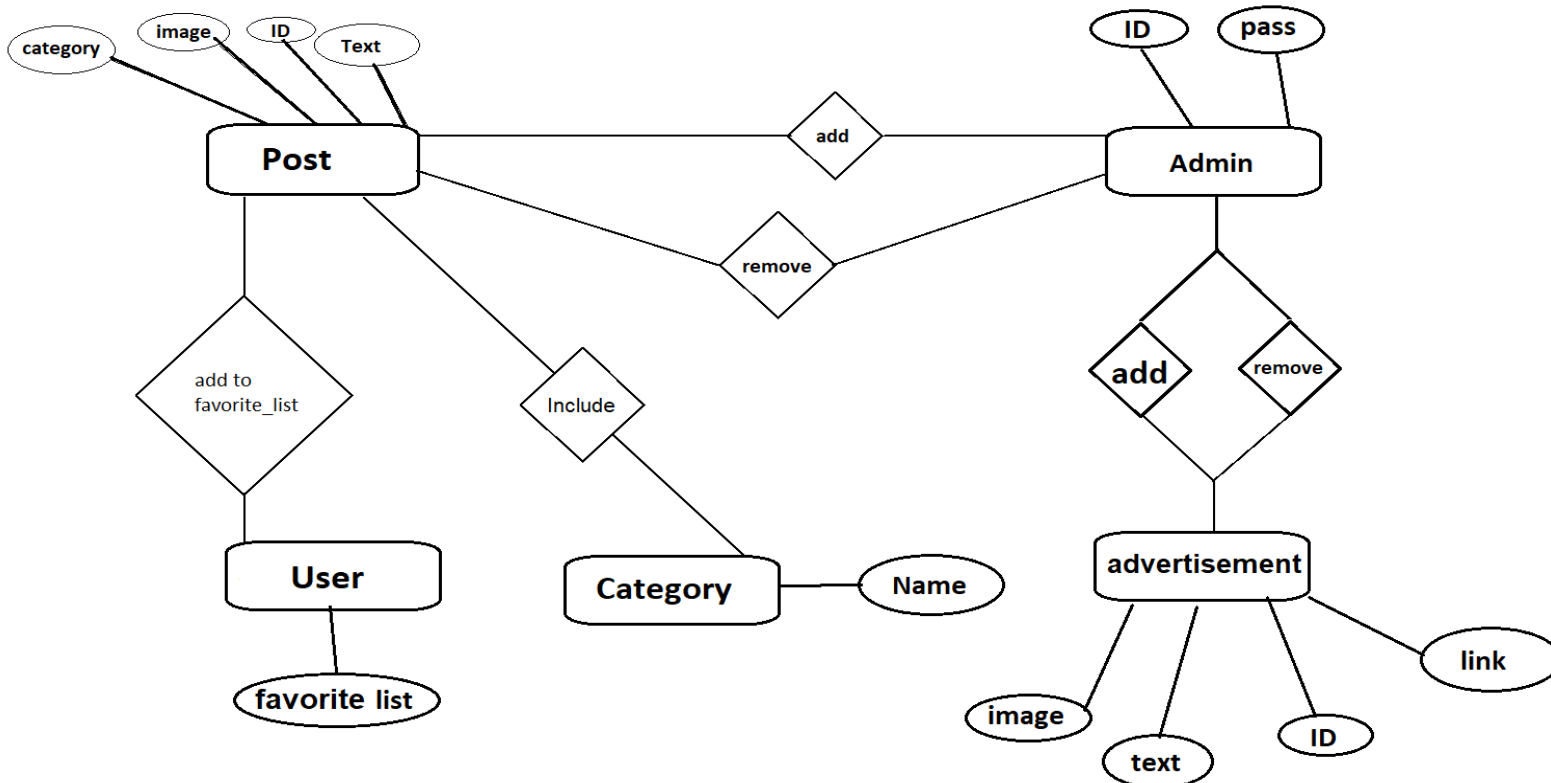 category
image
ID
Text
ID
pass
Post
add
Admin
remove
add to
favorite_list
Include
add
remove
User
Category
Name
advertisement
favorite list
image
text
ID
link